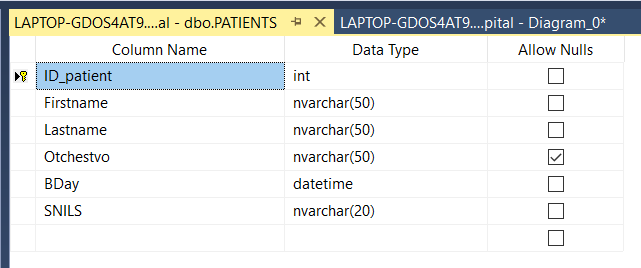 LAPTOP-GDOS4AT9....al - dbo.PATIENTS LAPTOP-GDOS4AT9....pital - Diagram_0*
Column Name Data Type Allow Nulls
ID_patient int
Firstname nvarchar(50)
Lastname nvarchar(50)
Otchestvo nvarchar(50)
BDay datetime
SNILS nvarchar(20)